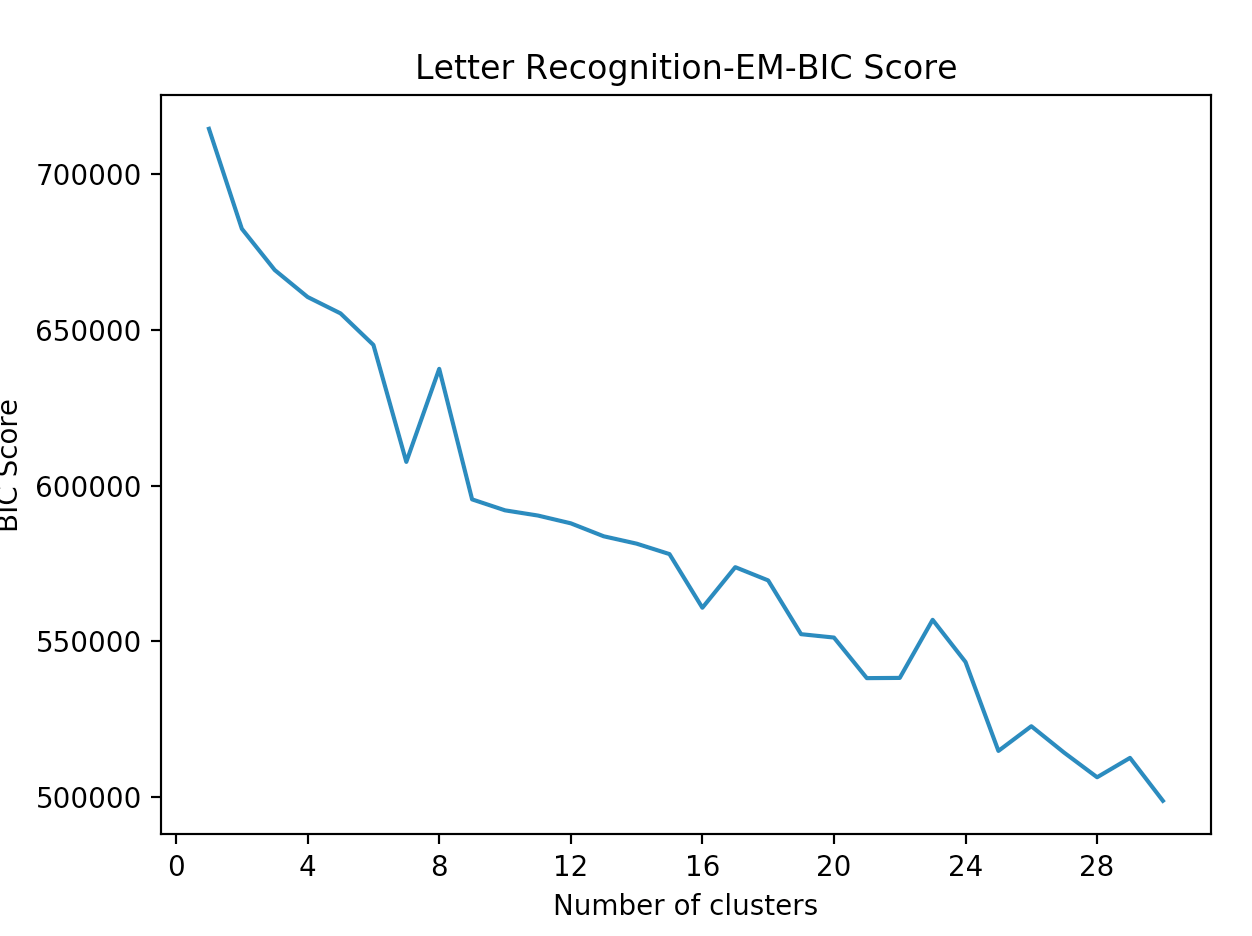 Letter Recognition-EM-BIC Score
700000
650000
600000
550000
500000
BIC Score
0 4 8 12 16 20 24 28
Number of clusters